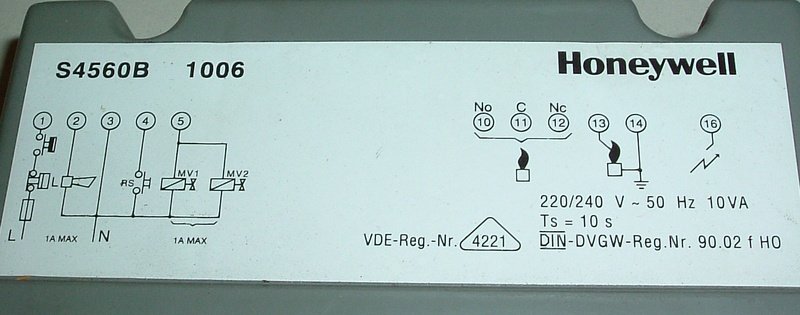 S4560B 1006
Honeywell
1 2 3 4 5
No C Nc
10 11 12 13 14 16
L RS MV1 MV2
L 1A MAX N 1A MAX
220/240 V ~ 50 Hz 10VA
Ts = 10 s
VDE-Reg.-Nr. 4221 DIN-DVGW-Reg.Nr. 90.02 f HO